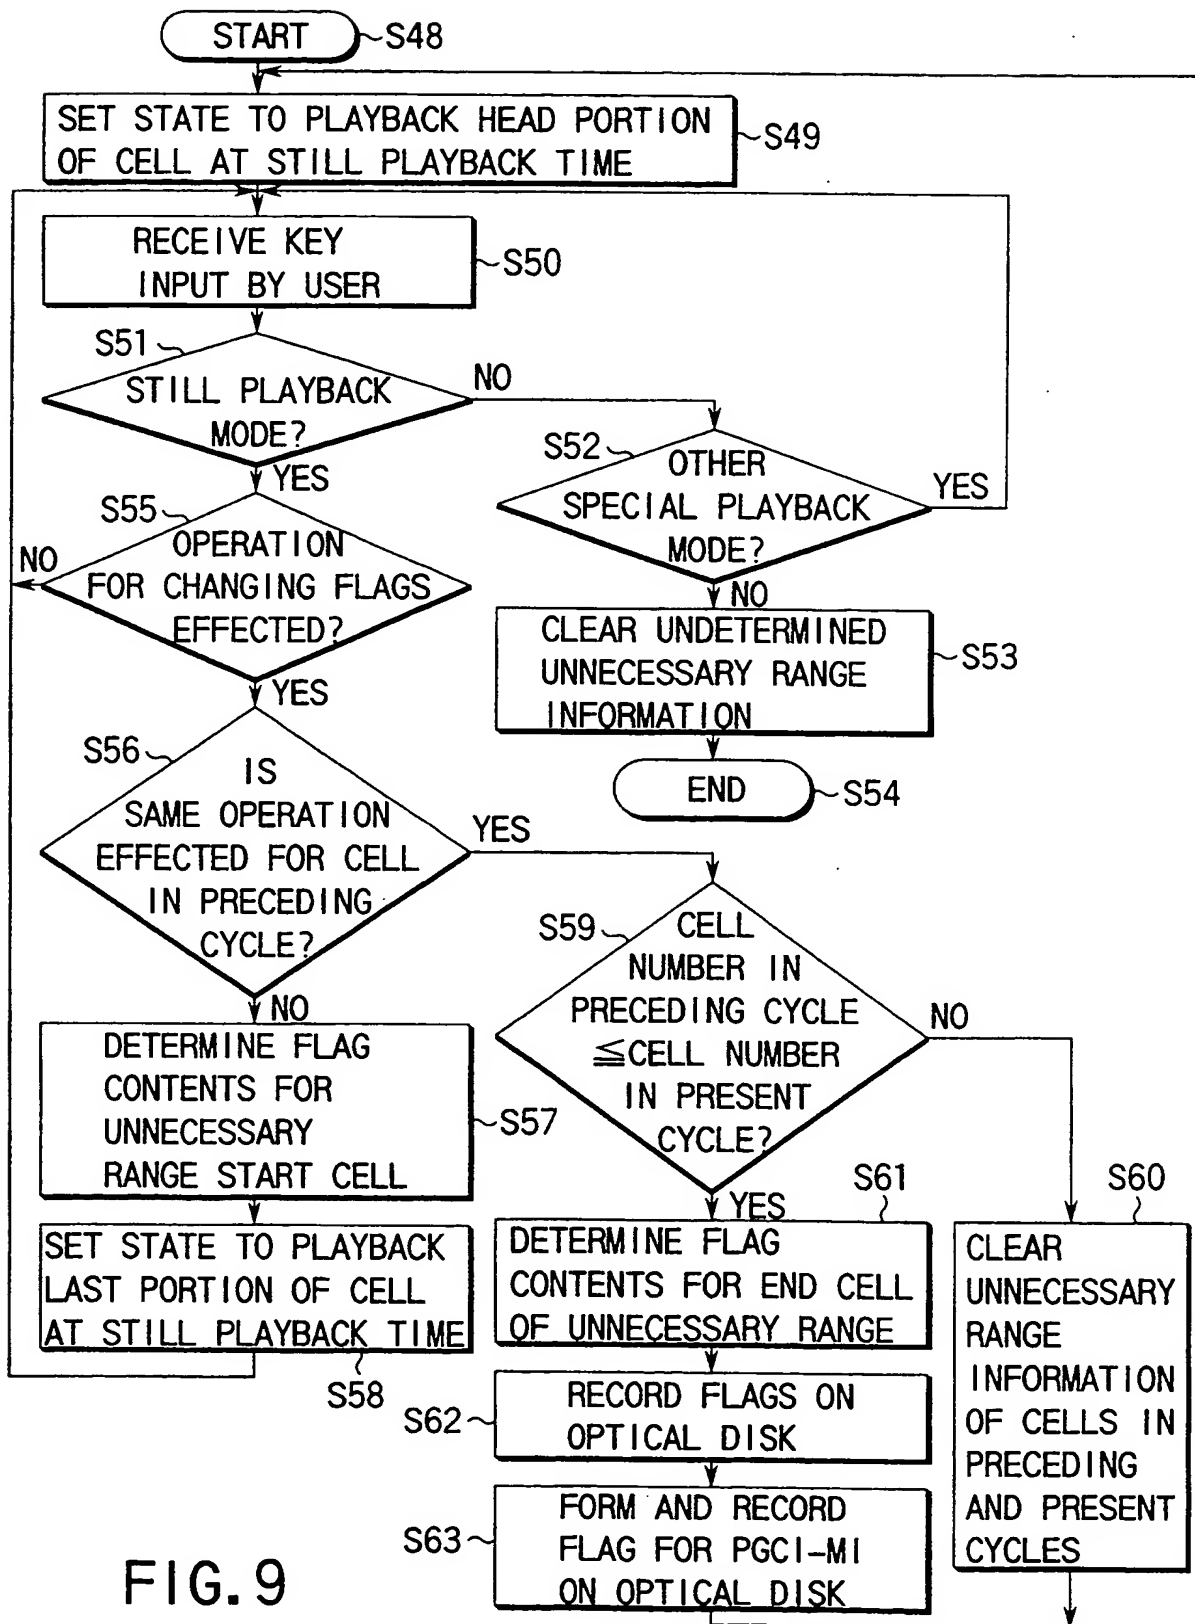 START
S48
SET STATE TO PLAYBACK HEAD PORTION
OF CELL AT STILL PLAYBACK TIME
S49
RECEIVE KEY
INPUT BY USER
S50
S51
STILL PLAYBACK
MODE?
NO
YES
S52
OTHER
SPECIAL PLAYBACK
MODE?
YES
NO
CLEAR UNDETERMINED
UNNECESSARY RANGE
INFORMATION
S53
END
S54
S55
OPERATION
FOR CHANGING FLAGS
EFFECTED?
NO
YES
S56
IS
SAME OPERATION
EFFECTED FOR CELL
IN PRECEDING
CYCLE?
YES
NO
DETERMINE FLAG
CONTENTS FOR
UNNECESSARY
RANGE START CELL
S57
SET STATE TO PLAYBACK
LAST PORTION OF CELL
AT STILL PLAYBACK TIME
S58
S59
CELL
NUMBER IN
PRECEDING CYCLE
≦CELL NUMBER
IN PRESENT
CYCLE?
NO
YES
S61
DETERMINE FLAG
CONTENTS FOR END CELL
OF UNNECESSARY RANGE
S62
RECORD FLAGS ON
OPTICAL DISK
S63
FORM AND RECORD
FLAG FOR PGCI-MI
ON OPTICAL DISK
S60
CLEAR
UNNECESSARY
RANGE
INFORMATION
OF CELLS IN
PRECEDING
AND PRESENT
CYCLES
FIG. 9